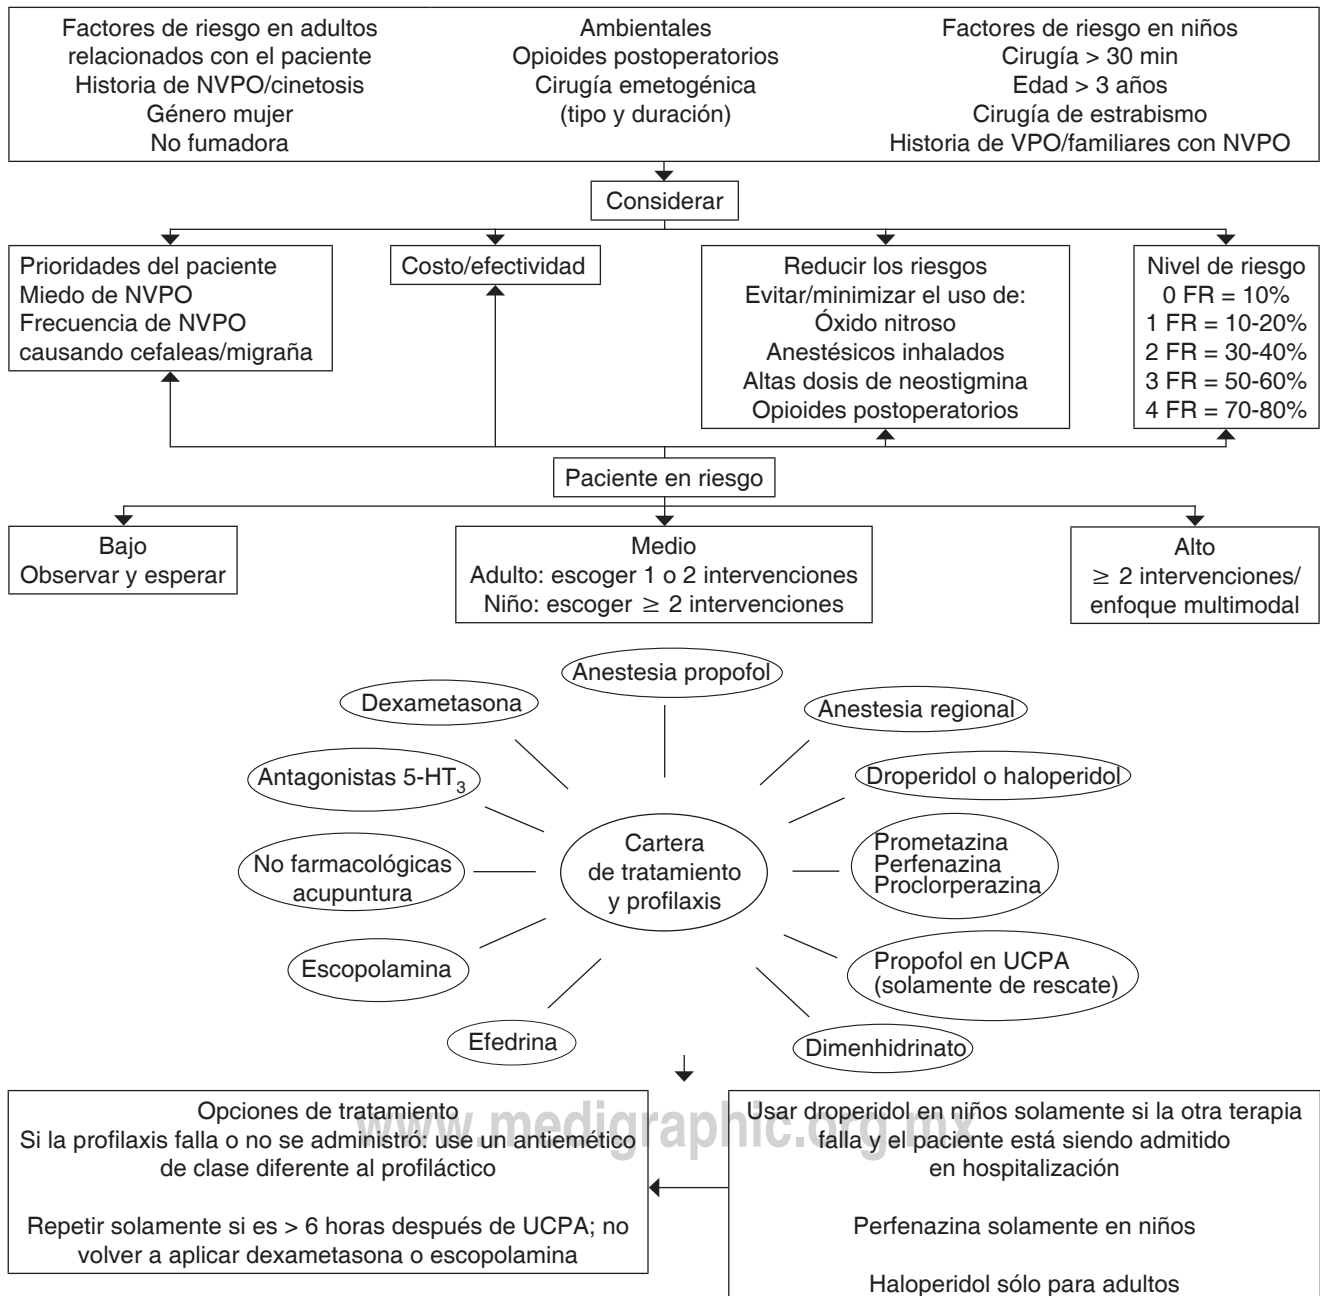 Factores de riesgo en adultos
relacionados con el paciente
Historia de NVPO/cinetosis
Género mujer
No fumadora
Ambientales
Opioides postoperatorios
Cirugía emetogénica
(tipo y duración)
Factores de riesgo en niños
Cirugía > 30 min
Edad > 3 años
Cirugía de estrabismo
Historia de VPO/familiares con NVPO
Considerar
Prioridades del paciente
Miedo de NVPO
Frecuencia de NVPO
causando cefaleas/migraña
Costo/efectividad
Reducir los riesgos
Evitar/minimizar el uso de:
Óxido nitroso
Anestésicos inhalados
Altas dosis de neostigmina
Opioides postoperatorios
Nivel de riesgo
0 FR = 10%
1 FR = 10-20%
2 FR = 30-40%
3 FR = 50-60%
4 FR = 70-80%
Paciente en riesgo
Bajo
Observar y esperar
Medio
Adulto: escoger 1 o 2 intervenciones
Niño: escoger ≥ 2 intervenciones
Alto
≥ 2 intervenciones/
enfoque multimodal
Anestesia propofol
Dexametasona
Anestesia regional
Antagonistas 5-HT₃
Droperidol o haloperidol
Cartera
de tratamiento
y profilaxis
No farmacológicas
acupuntura
Prometazina
Perfenazina
Proclorperazina
Escopolamina
Propofol en UCPA
(solamente de rescate)
Efedrina
Dimenhidrinato
Opciones de tratamiento
Si la profilaxis falla o no se administró: use un antiemético
de clase diferente al profiláctico
Repetir solamente si es > 6 horas después de UCPA; no
volver a aplicar dexametasona o escopolamina
Usar droperidol en niños solamente si la otra terapia
falla y el paciente está siendo admitido
en hospitalización
Perfenazina solamente en niños
Haloperidol sólo para adultos
www.medigraphic.org.mx